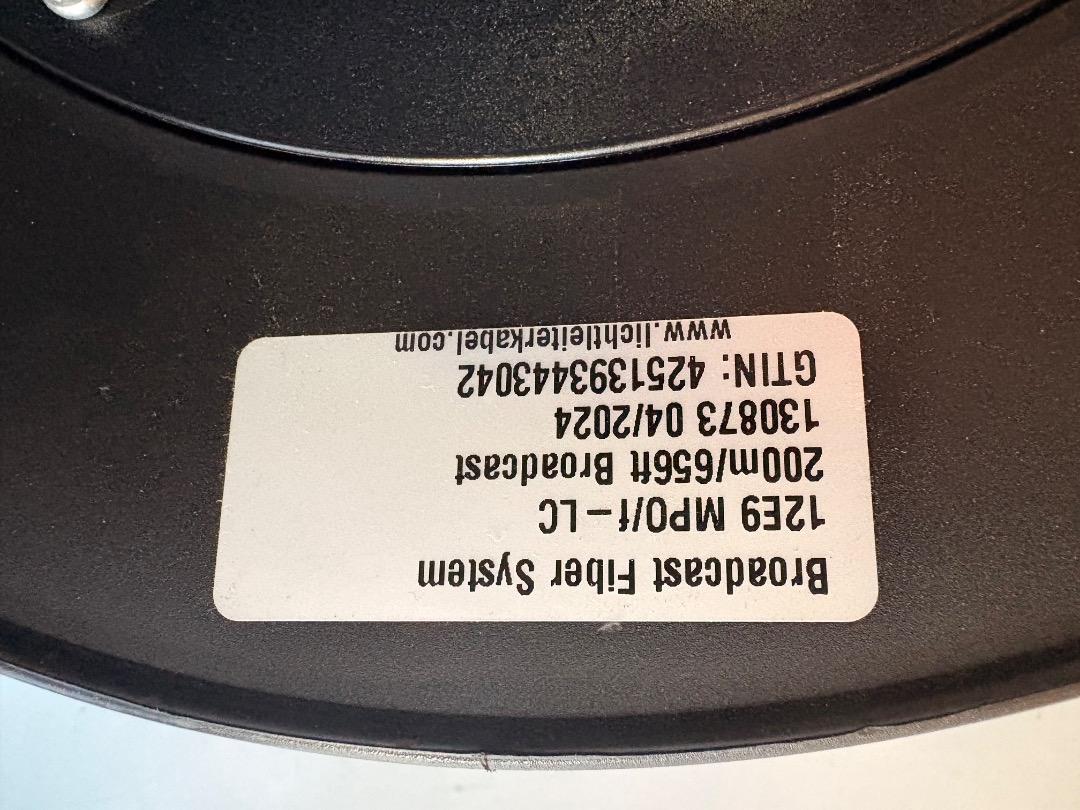 Broadcast Fiber System
12E9 MPO/f-LC
200m/656ft Broadcast
130873 04/2024
GTIN: 4251393443042
www.lichtleiterkabel.com